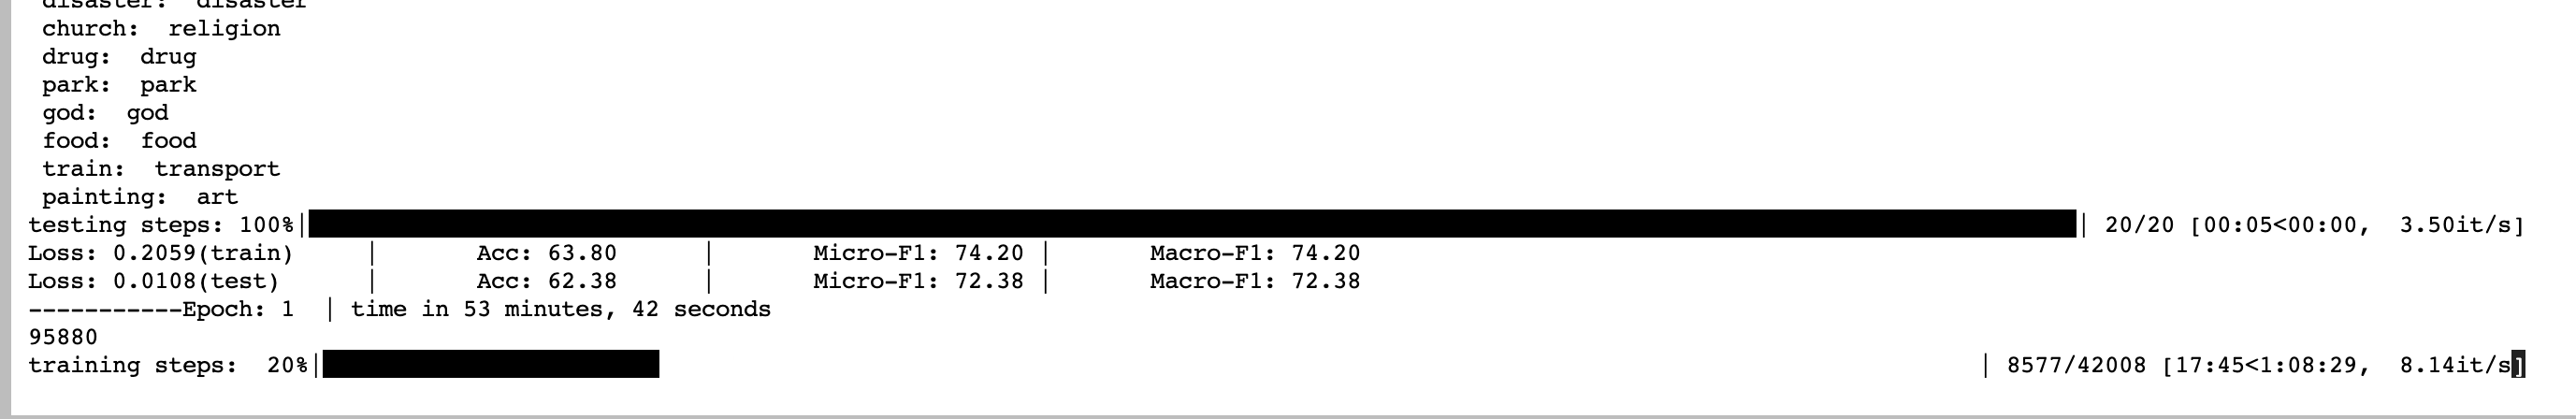 disaster:  disaster
church:  religion
drug:  drug
park:  park
god:  god
food:  food
train:  transport
painting:  art
testing steps: 100%| | 20/20 [00:05<00:00,  3.50it/s]
Loss: 0.2059(train) | Acc: 63.80 | Micro-F1: 74.20 | Macro-F1: 74.20
Loss: 0.0108(test) | Acc: 62.38 | Micro-F1: 72.38 | Macro-F1: 72.38
-----------Epoch: 1  | time in 53 minutes, 42 seconds
95880
training steps:  20%| | 8577/42008 [17:45<1:08:29,  8.14it/s]